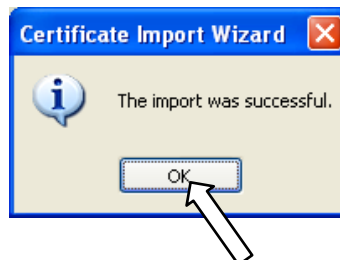 Certificate Import Wizard
The import was successful.
OK